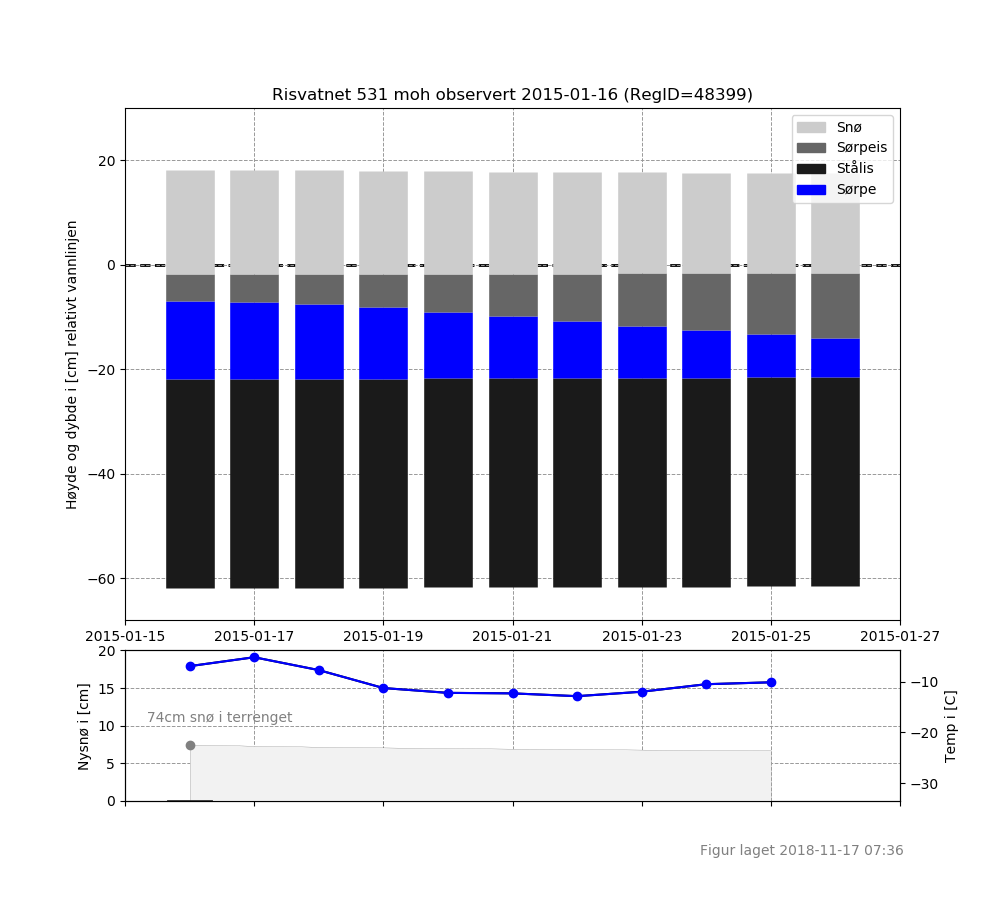 Risvatnet 531 moh observert 2015-01-16 (RegID=48399)
Snø
Sørpeis
Stålis
Sørpe
20
0
−20
−40
−60
Høyde og dybde i [cm] relativt vannlinjen
2015-01-15 2015-01-17 2015-01-19 2015-01-21 2015-01-23 2015-01-25 2015-01-27
20
15
10
5
0
Nysnø i [cm]
74cm snø i terrenget
−10
−20
−30
Temp i [C]
Figur laget 2018-11-17 07:36